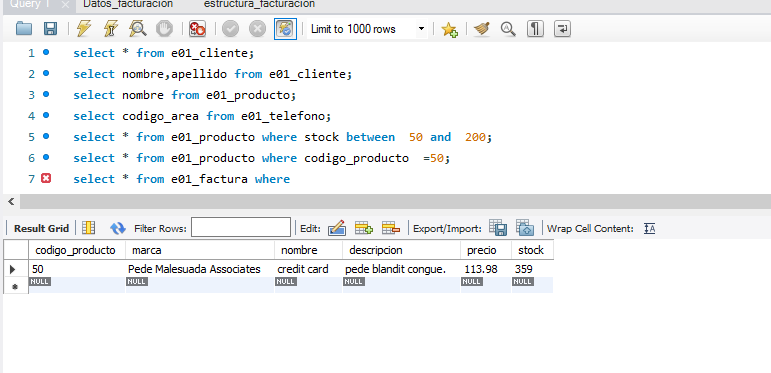 Query 1 Datos_facturacion estructura_facturacion
Limit to 1000 rows
1 select * from e01_cliente;
2 select nombre,apellido from e01_cliente;
3 select nombre from e01_producto;
4 select codigo_area from e01_telefono;
5 select * from e01_producto where stock between  50 and  200;
6 select * from e01_producto where codigo_producto  =50;
7 select * from e01_factura where
Result Grid Filter Rows: Edit: Export/Import: Wrap Cell Content:
codigo_producto marca nombre descripcion precio stock
50 Pede Malesuada Associates credit card pede blandit congue. 113.98 359
NULL NULL NULL NULL NULL NULL